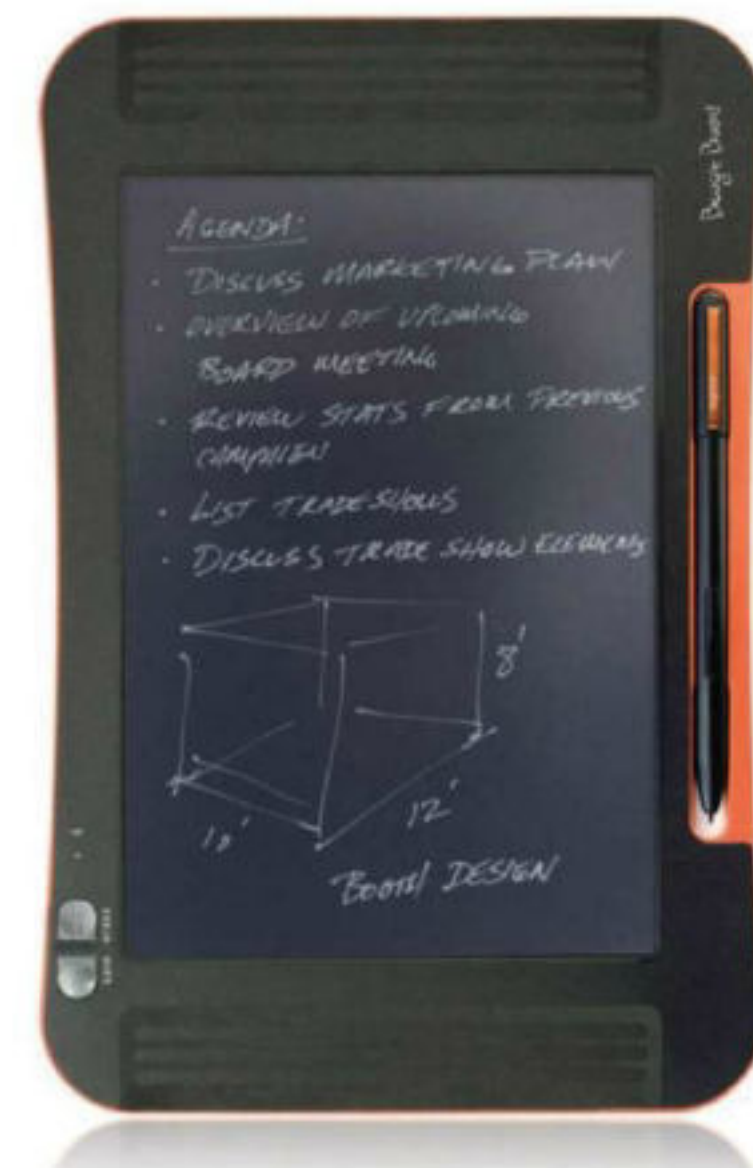 Boogie Board
AGENDA:
• DISCUSS MARKETING PLAN
• OVERVIEW OF UPCOMING
BOARD MEETING
• REVIEW STATS FROM PREVIOUS
CAMPAIGN
• LIST TRADESHOWS
• DISCUSS TRADE SHOW ELEMENTS
8'
12'
10'
BOOTH DESIGN